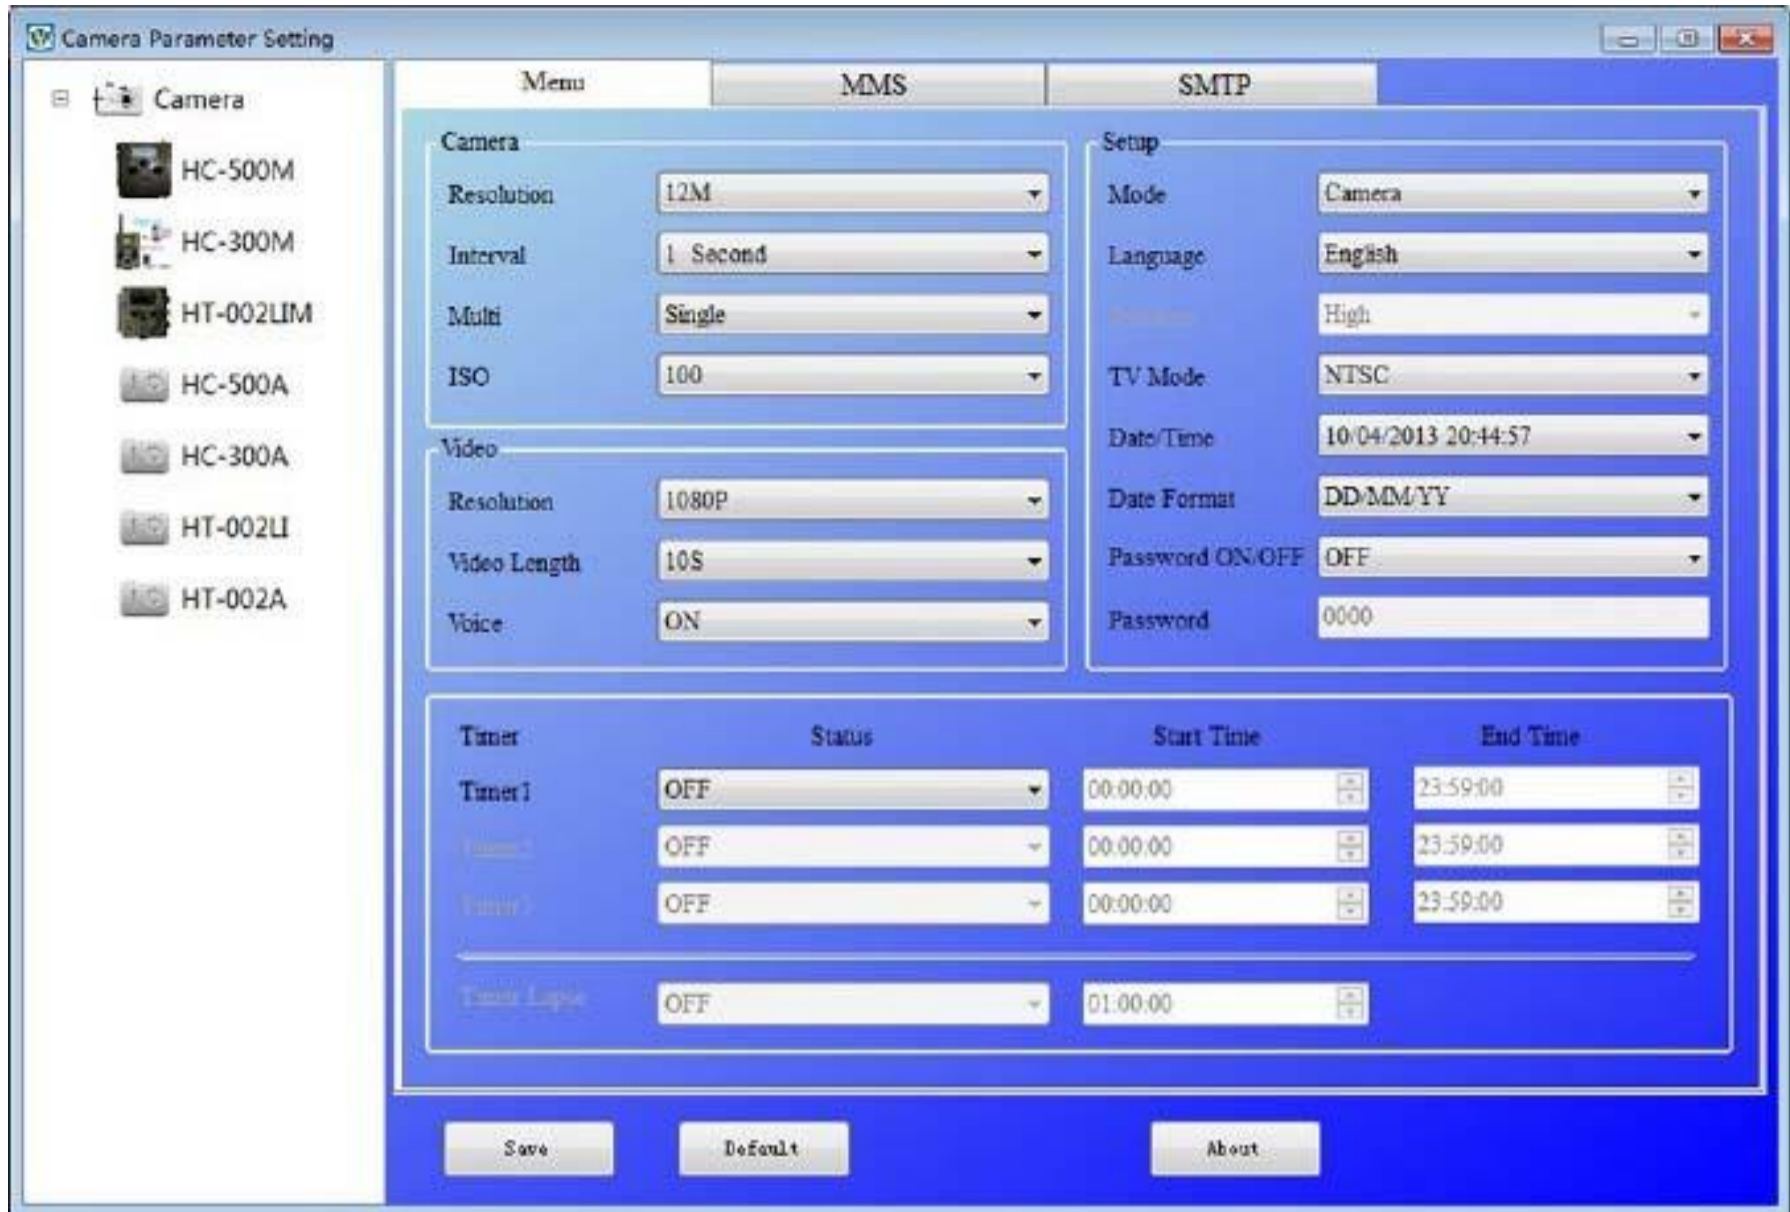 Camera Parameter Setting
Camera
HC-500M
HC-300M
HT-002LIM
HC-500A
HC-300A
HT-002LI
HT-002A
Menu MMS SMTP
Camera
Resolution 12M
Interval 1 Second
Multi Single
ISO 100
Video
Resolution 1080P
Video Length 10S
Voice ON
Setup
Mode Camera
Language English
High
TV Mode NTSC
Date/Time 10/04/2013 20:44:57
Date Format DD/MM/YY
Password ON/OFF OFF
Password 0000
Timer Status Start Time End Time
Timer1 OFF 00:00:00 23:59:00
Timer2 OFF 00:00:00 23:59:00
Timer3 OFF 00:00:00 23:59:00
Timer Lapse OFF 01:00:00
Save Default About